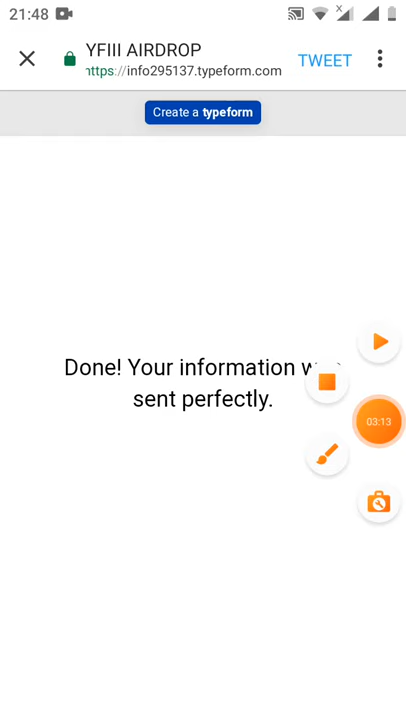 21:48
YFIII AIRDROP
https://info295137.typeform.com
TWEET
Create a typeform
Done! Your information
sent perfectly.
03:13